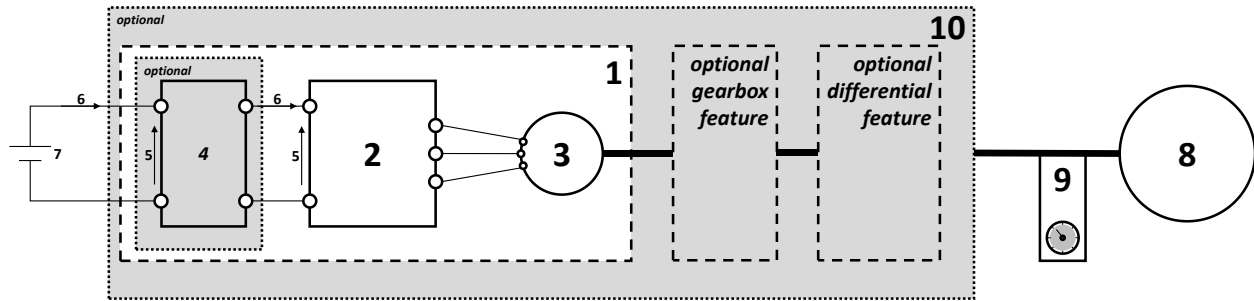 optional
10
1
optional
optional
gearbox
feature
optional
differential
feature
6
6
7
5
4
5
2
3
9
8